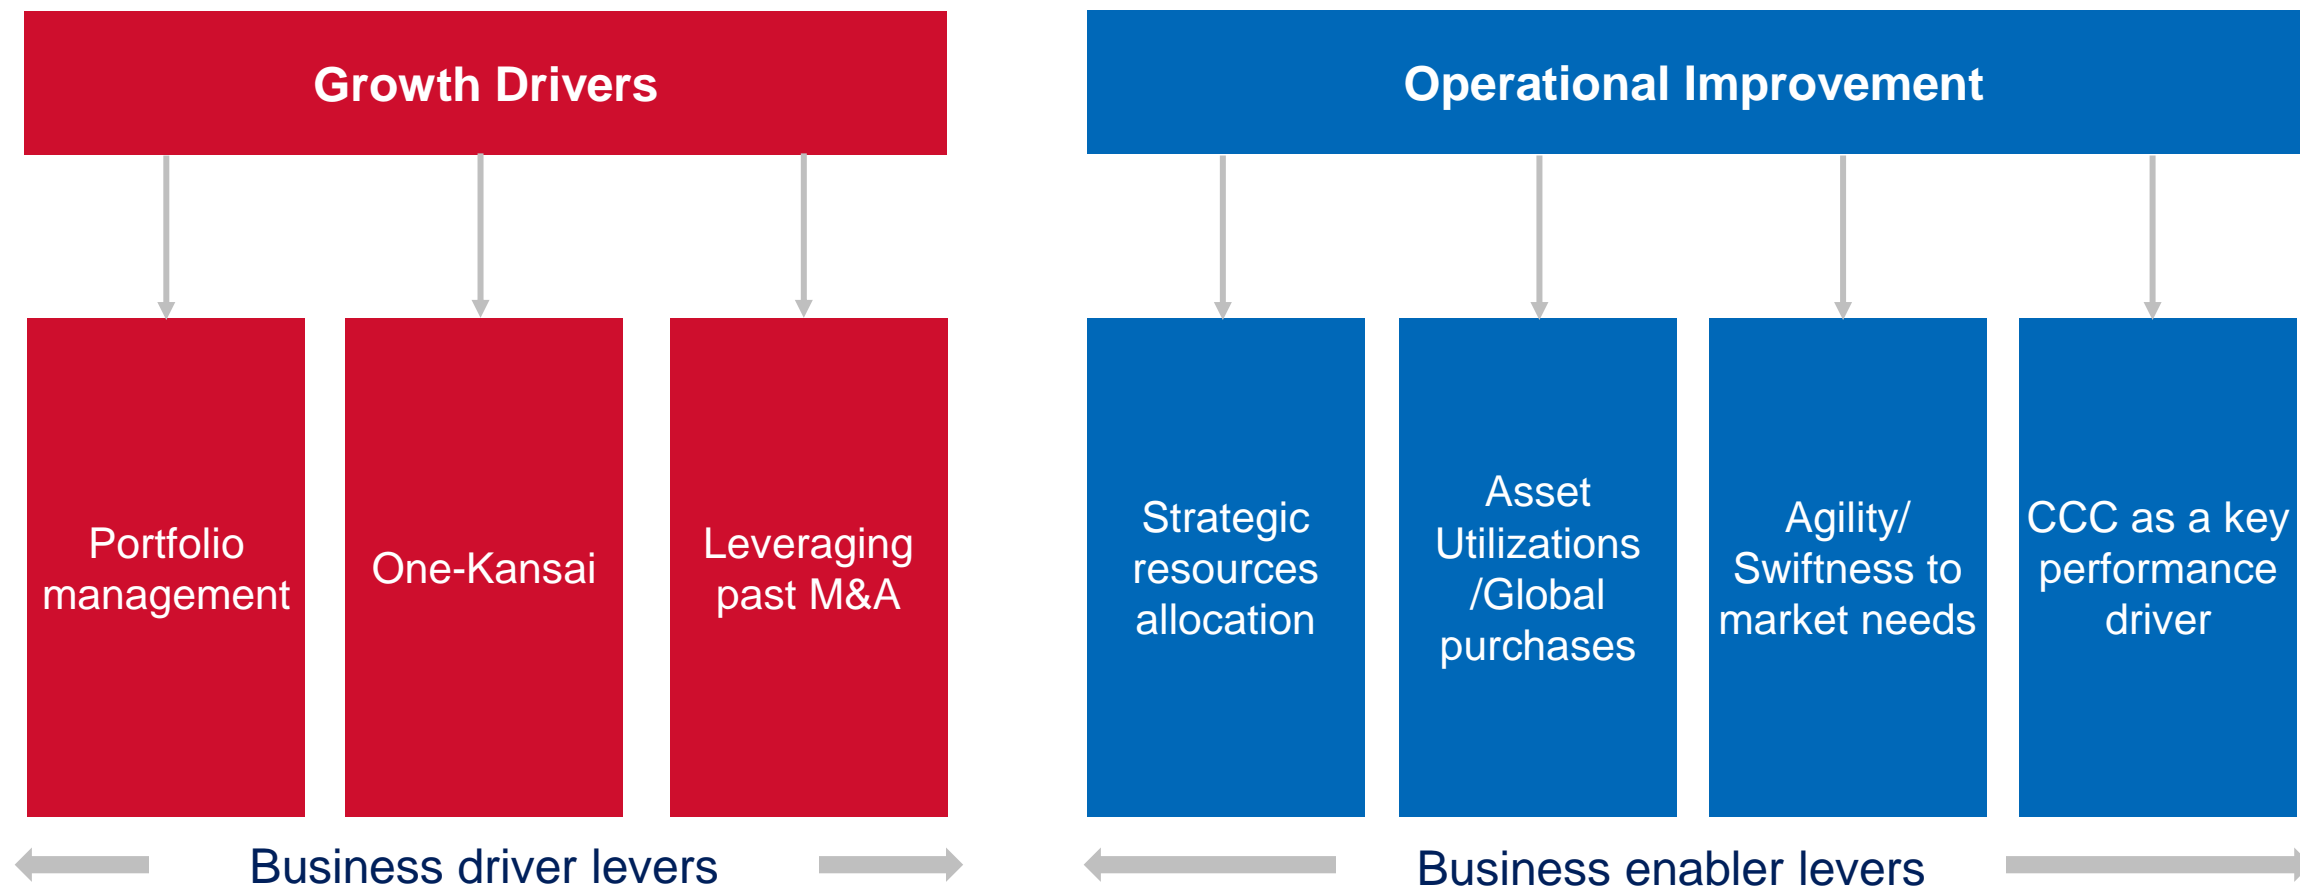 Growth Drivers
Operational Improvement
Portfolio
management
One-Kansai
Leveraging
past M&A
Strategic
resources
allocation
Asset
Utilizations
/Global
purchases
Agility/
Swiftness to
market needs
CCC as a key
performance
driver
Business driver levers
Business enabler levers